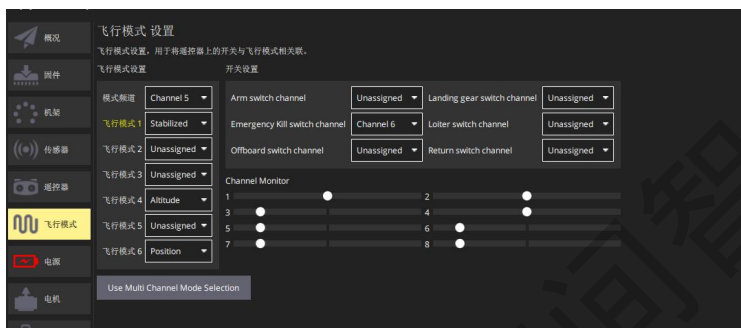 飞行模式 设置
飞行模式设置，用于将遥控器上的开关与飞行模式相关联。
飞行模式设置
开关设置
概况
固件
机架
传感器
遥控器
飞行模式
电源
电机
模式频道 Channel 5
飞行模式 1 Stabilized
飞行模式 2 Unassigned
飞行模式 3 Unassigned
飞行模式 4 Altitude
飞行模式 5 Unassigned
飞行模式 6 Position
Arm switch channel Unassigned Landing gear switch channel Unassigned
Emergency Kill switch channel Channel 6 Loiter switch channel Unassigned
Offboard switch channel Unassigned Return switch channel Unassigned
Channel Monitor
1 2
3 4
5 6
7 8
Use Multi Channel Mode Selection